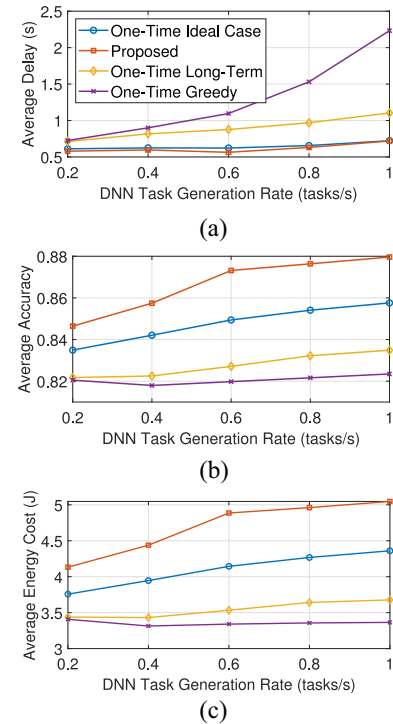 One-Time Ideal Case
Proposed
One-Time Long-Term
One-Time Greedy
Average Delay (s)
2.5
2
1.5
1
0.5
0.2 0.4 0.6 0.8 1
DNN Task Generation Rate (tasks/s)
(a)
Average Accuracy
0.88
0.86
0.84
0.82
0.2 0.4 0.6 0.8 1
DNN Task Generation Rate (tasks/s)
(b)
Average Energy Cost (J)
5
4.5
4
3.5
3
0.2 0.4 0.6 0.8 1
DNN Task Generation Rate (tasks/s)
(c)